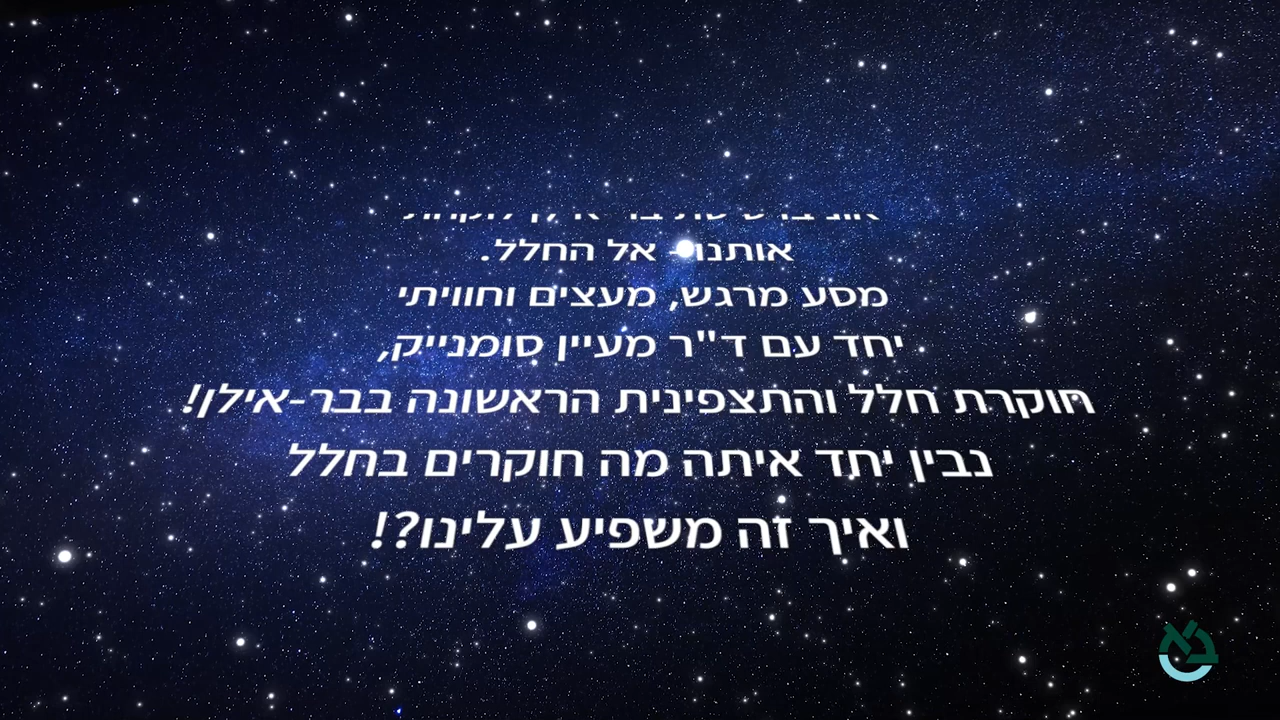 אותנו - אל החלל.
מסע מרגש, מעצים וחוויתי
יחד עם ד"ר מעיין סומנייק,
חוקרת חלל והתצפינית הראשונה בבר-אילן!
נבין יחד איתה מה חוקרים בחלל
ואיך זה משפיע עלינו?!